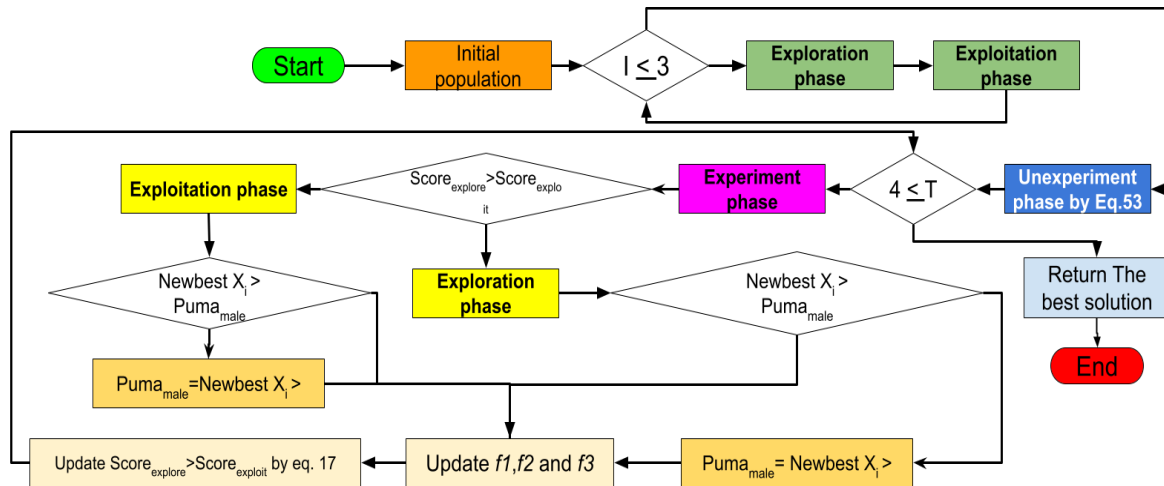 Start
Initial
population
I ≤ 3
Exploration
phase
Exploitation
phase
Exploitation phase
Score_explore>Score_explo
it
Experiment
phase
4 ≤T
Unexperiment
phase by Eq.53
Newbest X_i >
Puma_male
Exploration
phase
Newbest X_i >
Puma_male
Return The
best solution
Puma_male=Newbest X_i >
End
Update Score_explore>Score_exploit by eq. 17
Update f1,f2 and f3
Puma_male= Newbest X_i >